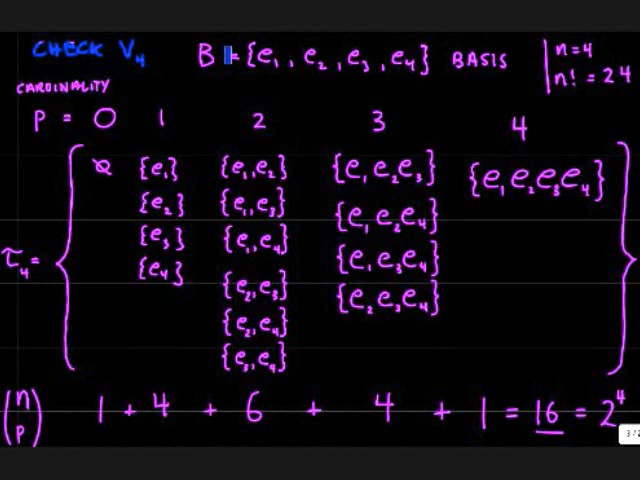 CHECK V₄ B = {e₁, e₂, e₃, e₄} BASIS n=4
n! = 24
CARDINALITY
P = 0 1 2 3 4
∅ {e₁} {e₁,e₂} {e₁e₂e₃} {e₁e₂e₃e₄}
{e₂} {e₁,e₃} {e₁e₂e₄}
{e₃} {e₁,e₄} {e₁e₃e₄}
τ₄ = {e₄} {e₂,e₃} {e₂e₃e₄}
{e₂,e₄}
{e₃,e₄}
(n p) 1 + 4 + 6 + 4 + 1 = 16 = 2⁴